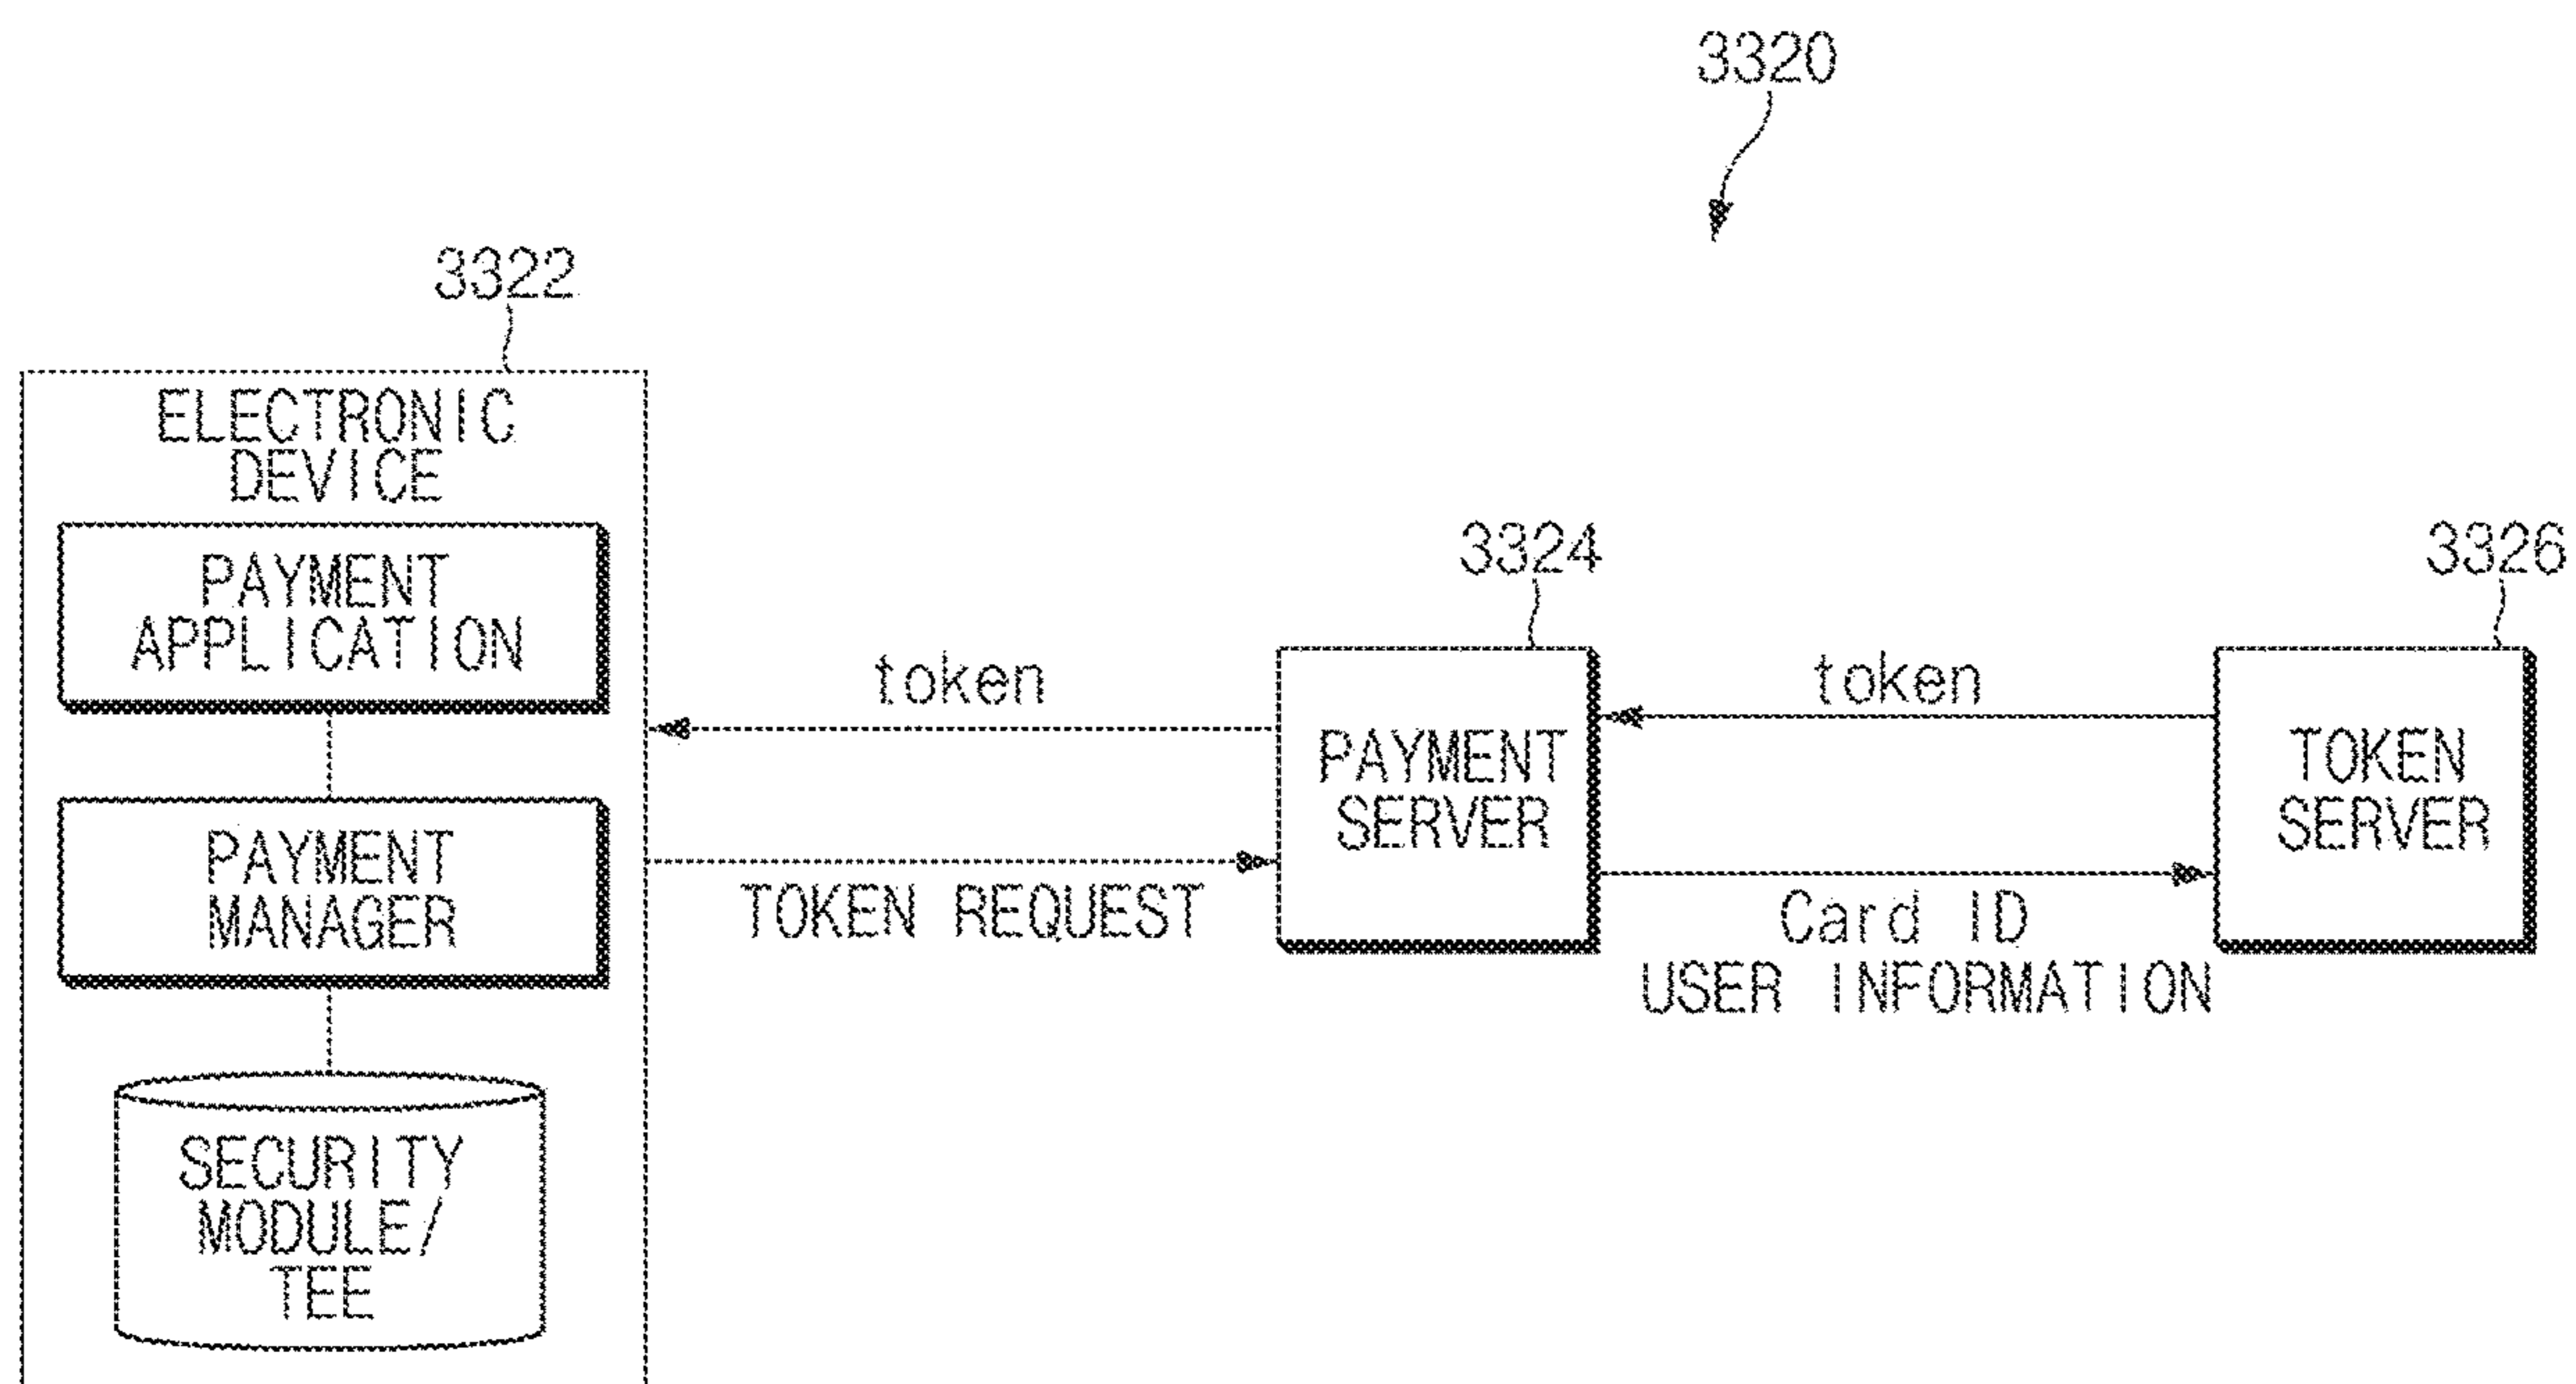 3320
3322
ELECTRONIC
DEVICE
PAYMENT
APPLICATION
PAYMENT
MANAGER
SECURITY
MODULE/
TEE
token
TOKEN REQUEST
3324
PAYMENT
SERVER
token
Card ID
USER INFORMATION
3326
TOKEN
SERVER